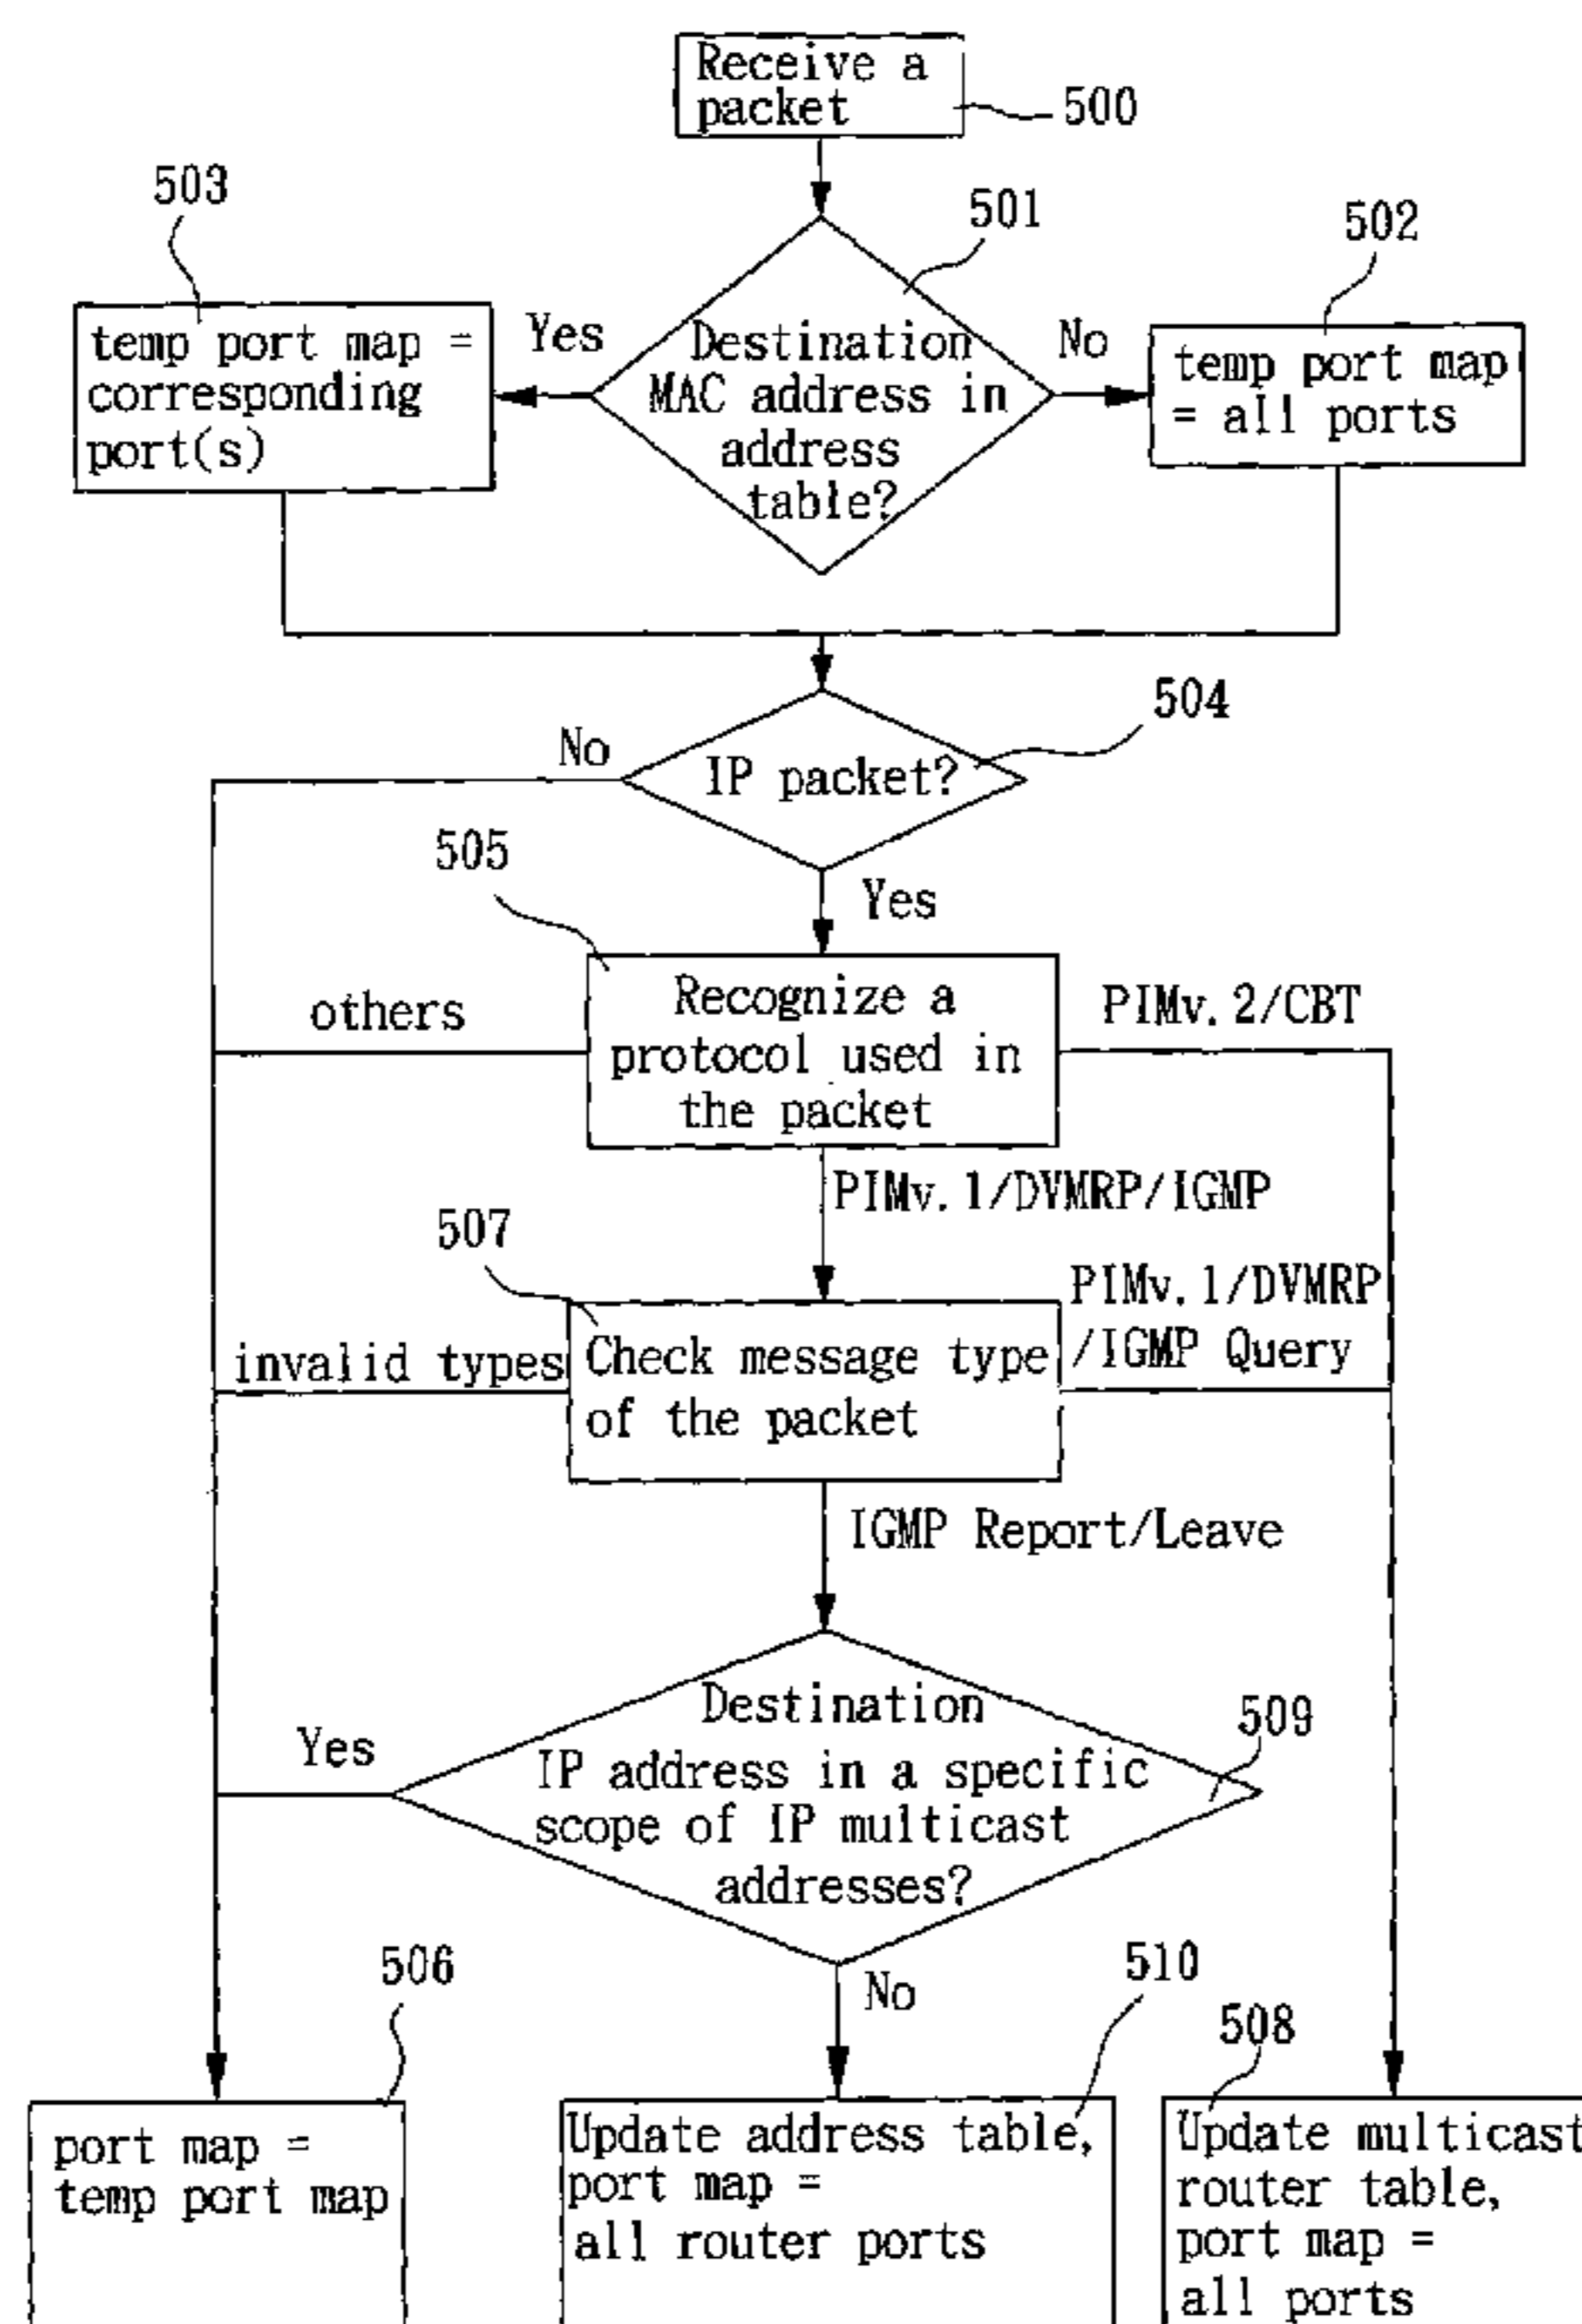 Receive a
packet
500
503
501
502
temp port map =
corresponding
port(s)
Yes
Destination
MAC address in
address
table?
No
temp port map
= all ports
504
No
IP packet?
505
Yes
others
Recognize a
protocol used in
the packet
PIMv.2/CBT
PIMv.1/DVMRP/IGMP
507
PIMv.1/DVMRP
/IGMP Query
invalid types
Check message type
of the packet
IGMP Report/Leave
Yes
Destination
IP address in a specific
scope of IP multicast
addresses?
509
506
No
510
508
port map =
temp port map
Update address table,
port map =
all router ports
Update multicast
router table,
port map =
all ports